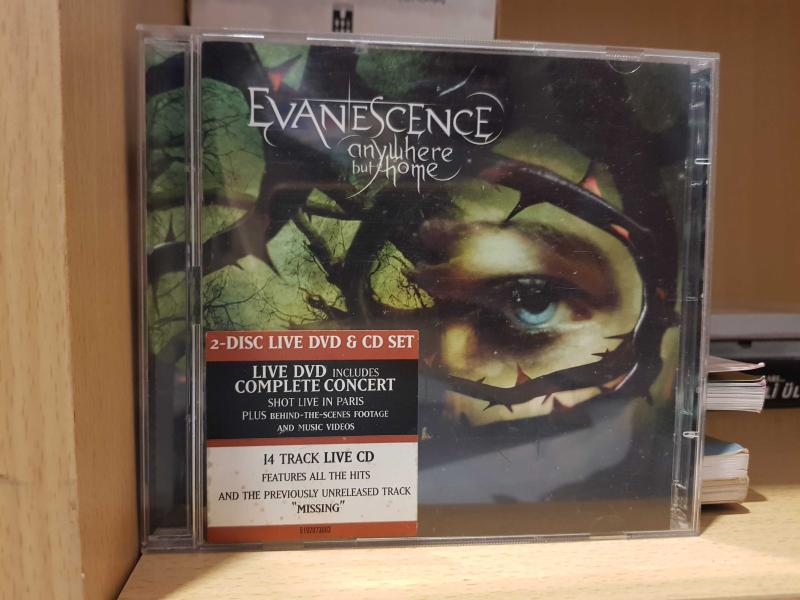 EVANESCENCE
anywhere
but home
2-DISC LIVE DVD & CD SET
LIVE DVD INCLUDES
COMPLETE CONCERT
SHOT LIVE IN PARIS
PLUS BEHIND-THE-SCENES FOOTAGE
AND MUSIC VIDEOS
14 TRACK LIVE CD
FEATURES ALL THE HITS
AND THE PREVIOUSLY UNRELEASED TRACK
"MISSING"